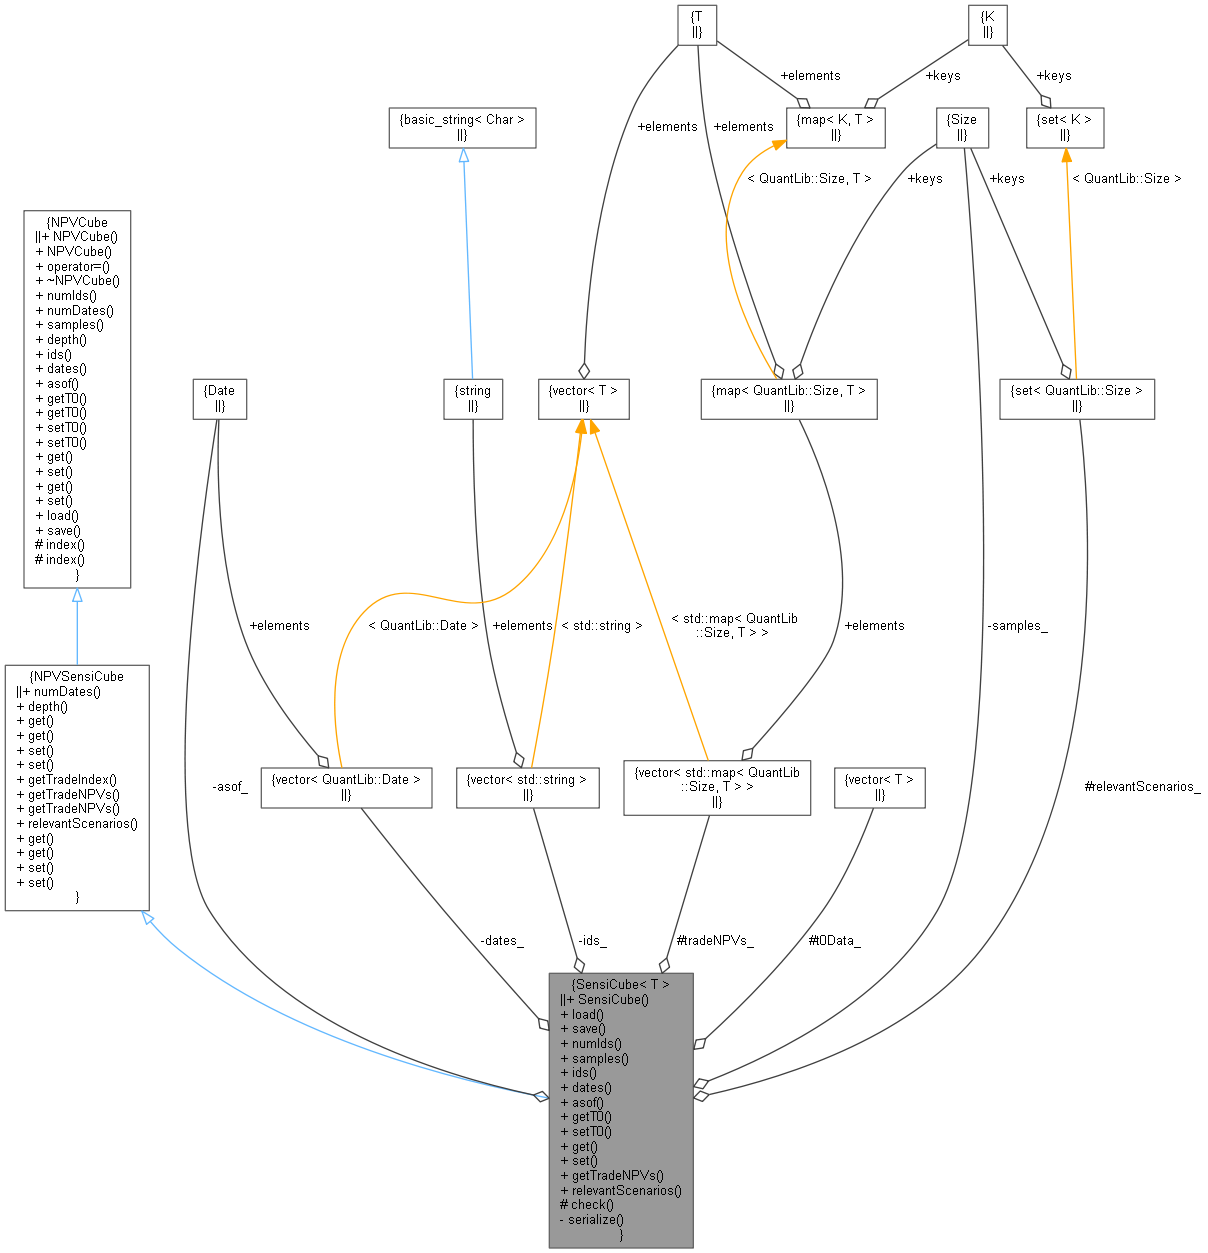 {T
||}
{K
||}
+elements
+keys
+keys
{basic_string< Char >
||}
{map< K, T >
||}
{Size
||}
{set< K >
||}
+elements
+elements
< QuantLib::Size, T >
+keys
+keys
< QuantLib::Size >
{NPVCube
||+ NPVCube()
+ NPVCube()
+ operator=()
+ ~NPVCube()
+ numIds()
+ numDates()
+ samples()
+ depth()
+ ids()
+ dates()
+ asof()
+ getT0()
+ getT0()
+ setT0()
+ setT0()
+ get()
+ set()
+ get()
+ set()
+ load()
+ save()
# index()
# index()
}
{Date
||}
{string
||}
{vector< T >
||}
{map< QuantLib::Size, T >
||}
{set< QuantLib::Size >
||}
+elements
< QuantLib::Date >
+elements
< std::string >
< std::map< QuantLib
::Size, T > >
+elements
-samples_
{NPVSensiCube
||+ numDates()
+ depth()
+ get()
+ get()
+ set()
+ set()
+ getTradeIndex()
+ getTradeNPVs()
+ getTradeNPVs()
+ relevantScenarios()
+ get()
+ get()
+ set()
+ set()
}
-asof_
{vector< QuantLib::Date >
||}
{vector< std::string >
||}
{vector< std::map< QuantLib
::Size, T > >
||}
{vector< T >
||}
#relevantScenarios_
-dates_
-ids_
#tradeNPVs_
#t0Data_
{SensiCube< T >
||+ SensiCube()
+ load()
+ save()
+ numIds()
+ samples()
+ ids()
+ dates()
+ asof()
+ getT0()
+ setT0()
+ get()
+ set()
+ getTradeNPVs()
+ relevantScenarios()
# check()
- serialize()
}